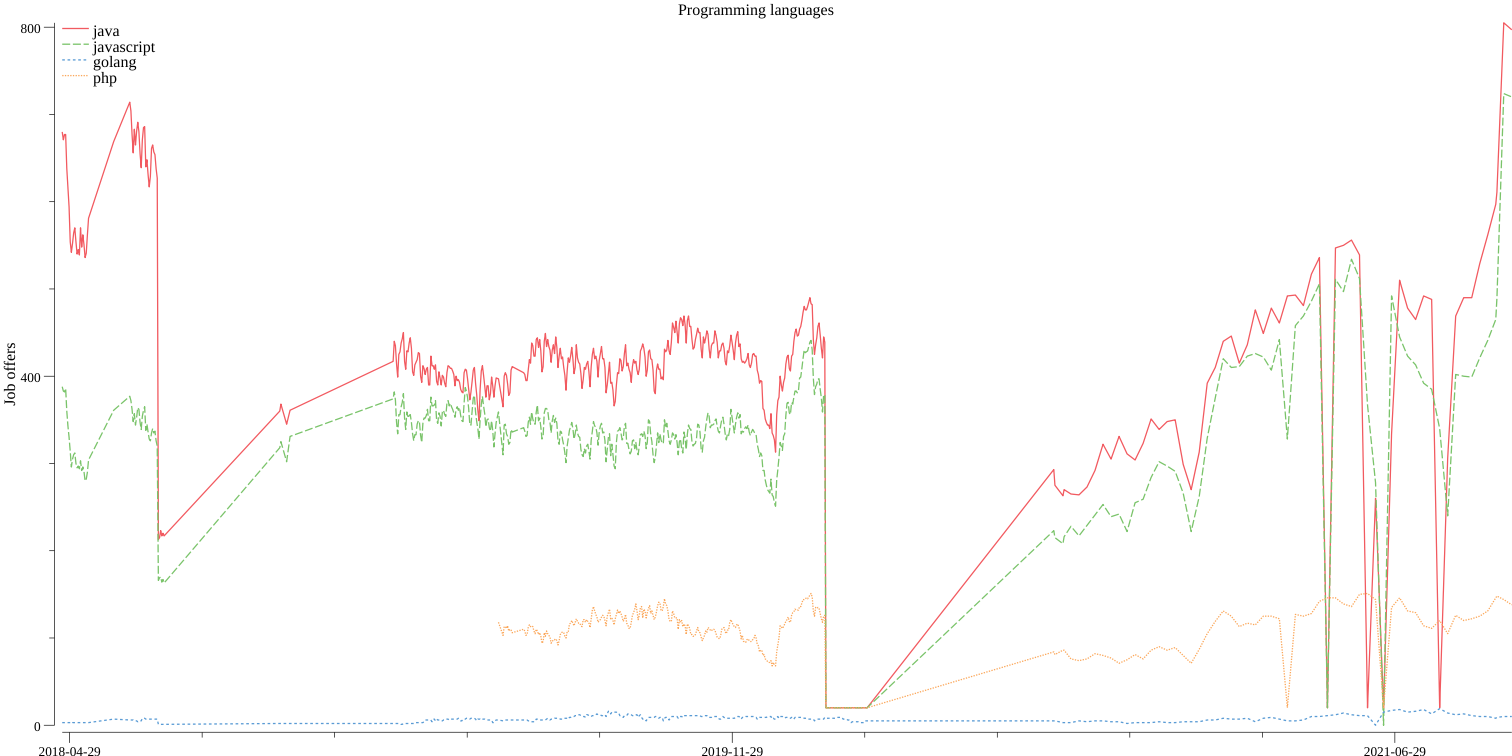 Programming languages
800
java
javascript
golang
php
Job offers
400
0
2018-04-29
2019-11-29
2021-06-29